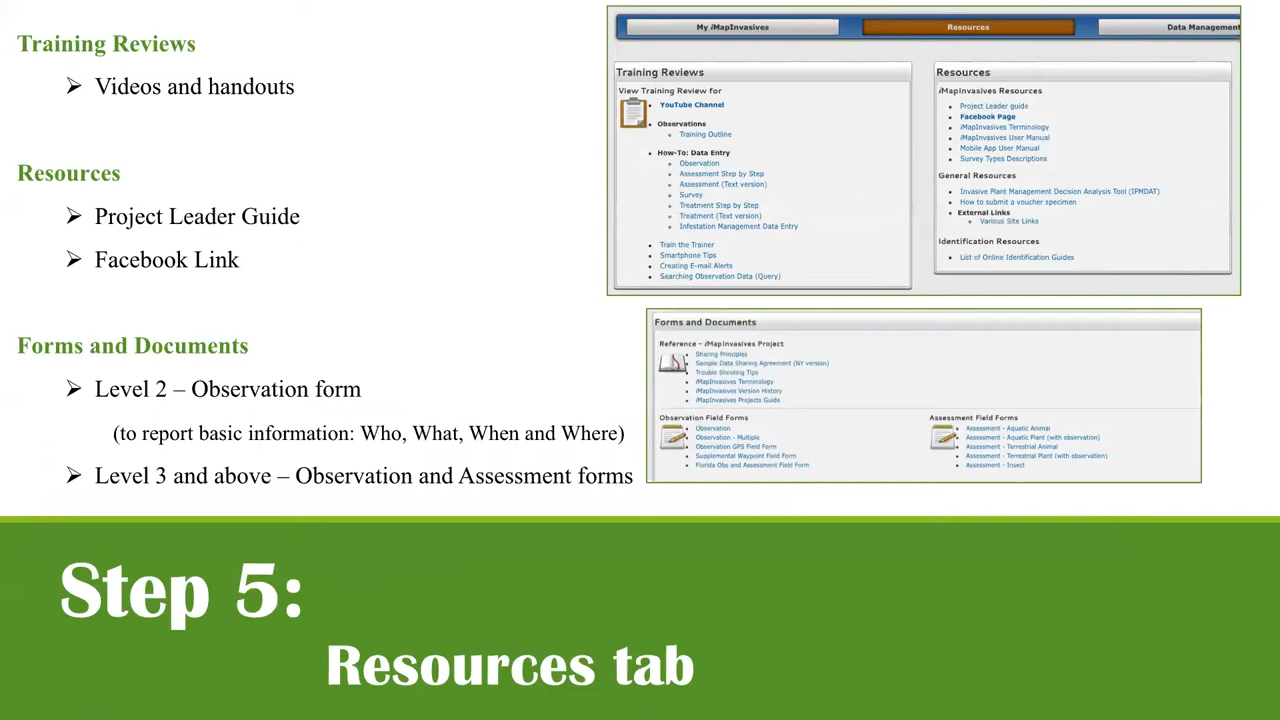 Training Reviews
Videos and handouts
Resources
Project Leader Guide
Facebook Link
Forms and Documents
Level 2 – Observation form
(to report basic information: Who, What, When and Where)
Level 3 and above – Observation and Assessment forms
My iMapInvasives
Resources
Data Management
Training Reviews
View Training Review for
YouTube Channel
Observations
Training Outline
How-To: Data Entry
Observation
Assessment Step by Step
Assessment (Text version)
Survey
Treatment Step by Step
Treatment (Text version)
Infestation Management Data Entry
Train the Trainer
Smartphone Tips
Creating E-mail Alerts
Searching Observation Data (Query)
Resources
iMapInvasives Resources
Project Leader guide
Facebook Page
iMapInvasives Terminology
iMapInvasives User Manual
Mobile App User Manual
Survey Types Descriptions
General Resources
Invasive Plant Management Decision Analysis Tool (IPMDAT)
How to submit a voucher specimen
External Links
Various Site Links
Identification Resources
List of Online Identification Guides
Forms and Documents
Reference - iMapInvasives Project
Sharing Principles
Sample Data Sharing Agreement (NY version)
Trouble Shooting Tips
iMapInvasives Terminology
iMapInvasives Version History
iMapInvasives Projects Guide
Observation Field Forms
Observation
Observation - Multiple
Observation GPS Field Form
Supplemental Waypoint Field Form
Florida Obs and Assessment Field Form
Assessment Field Forms
Assessment - Aquatic Animal
Assessment - Aquatic Plant (with observation)
Assessment - Terrestrial Animal
Assessment - Terrestrial Plant (with observation)
Assessment - Insect
Step 5:
Resources tab